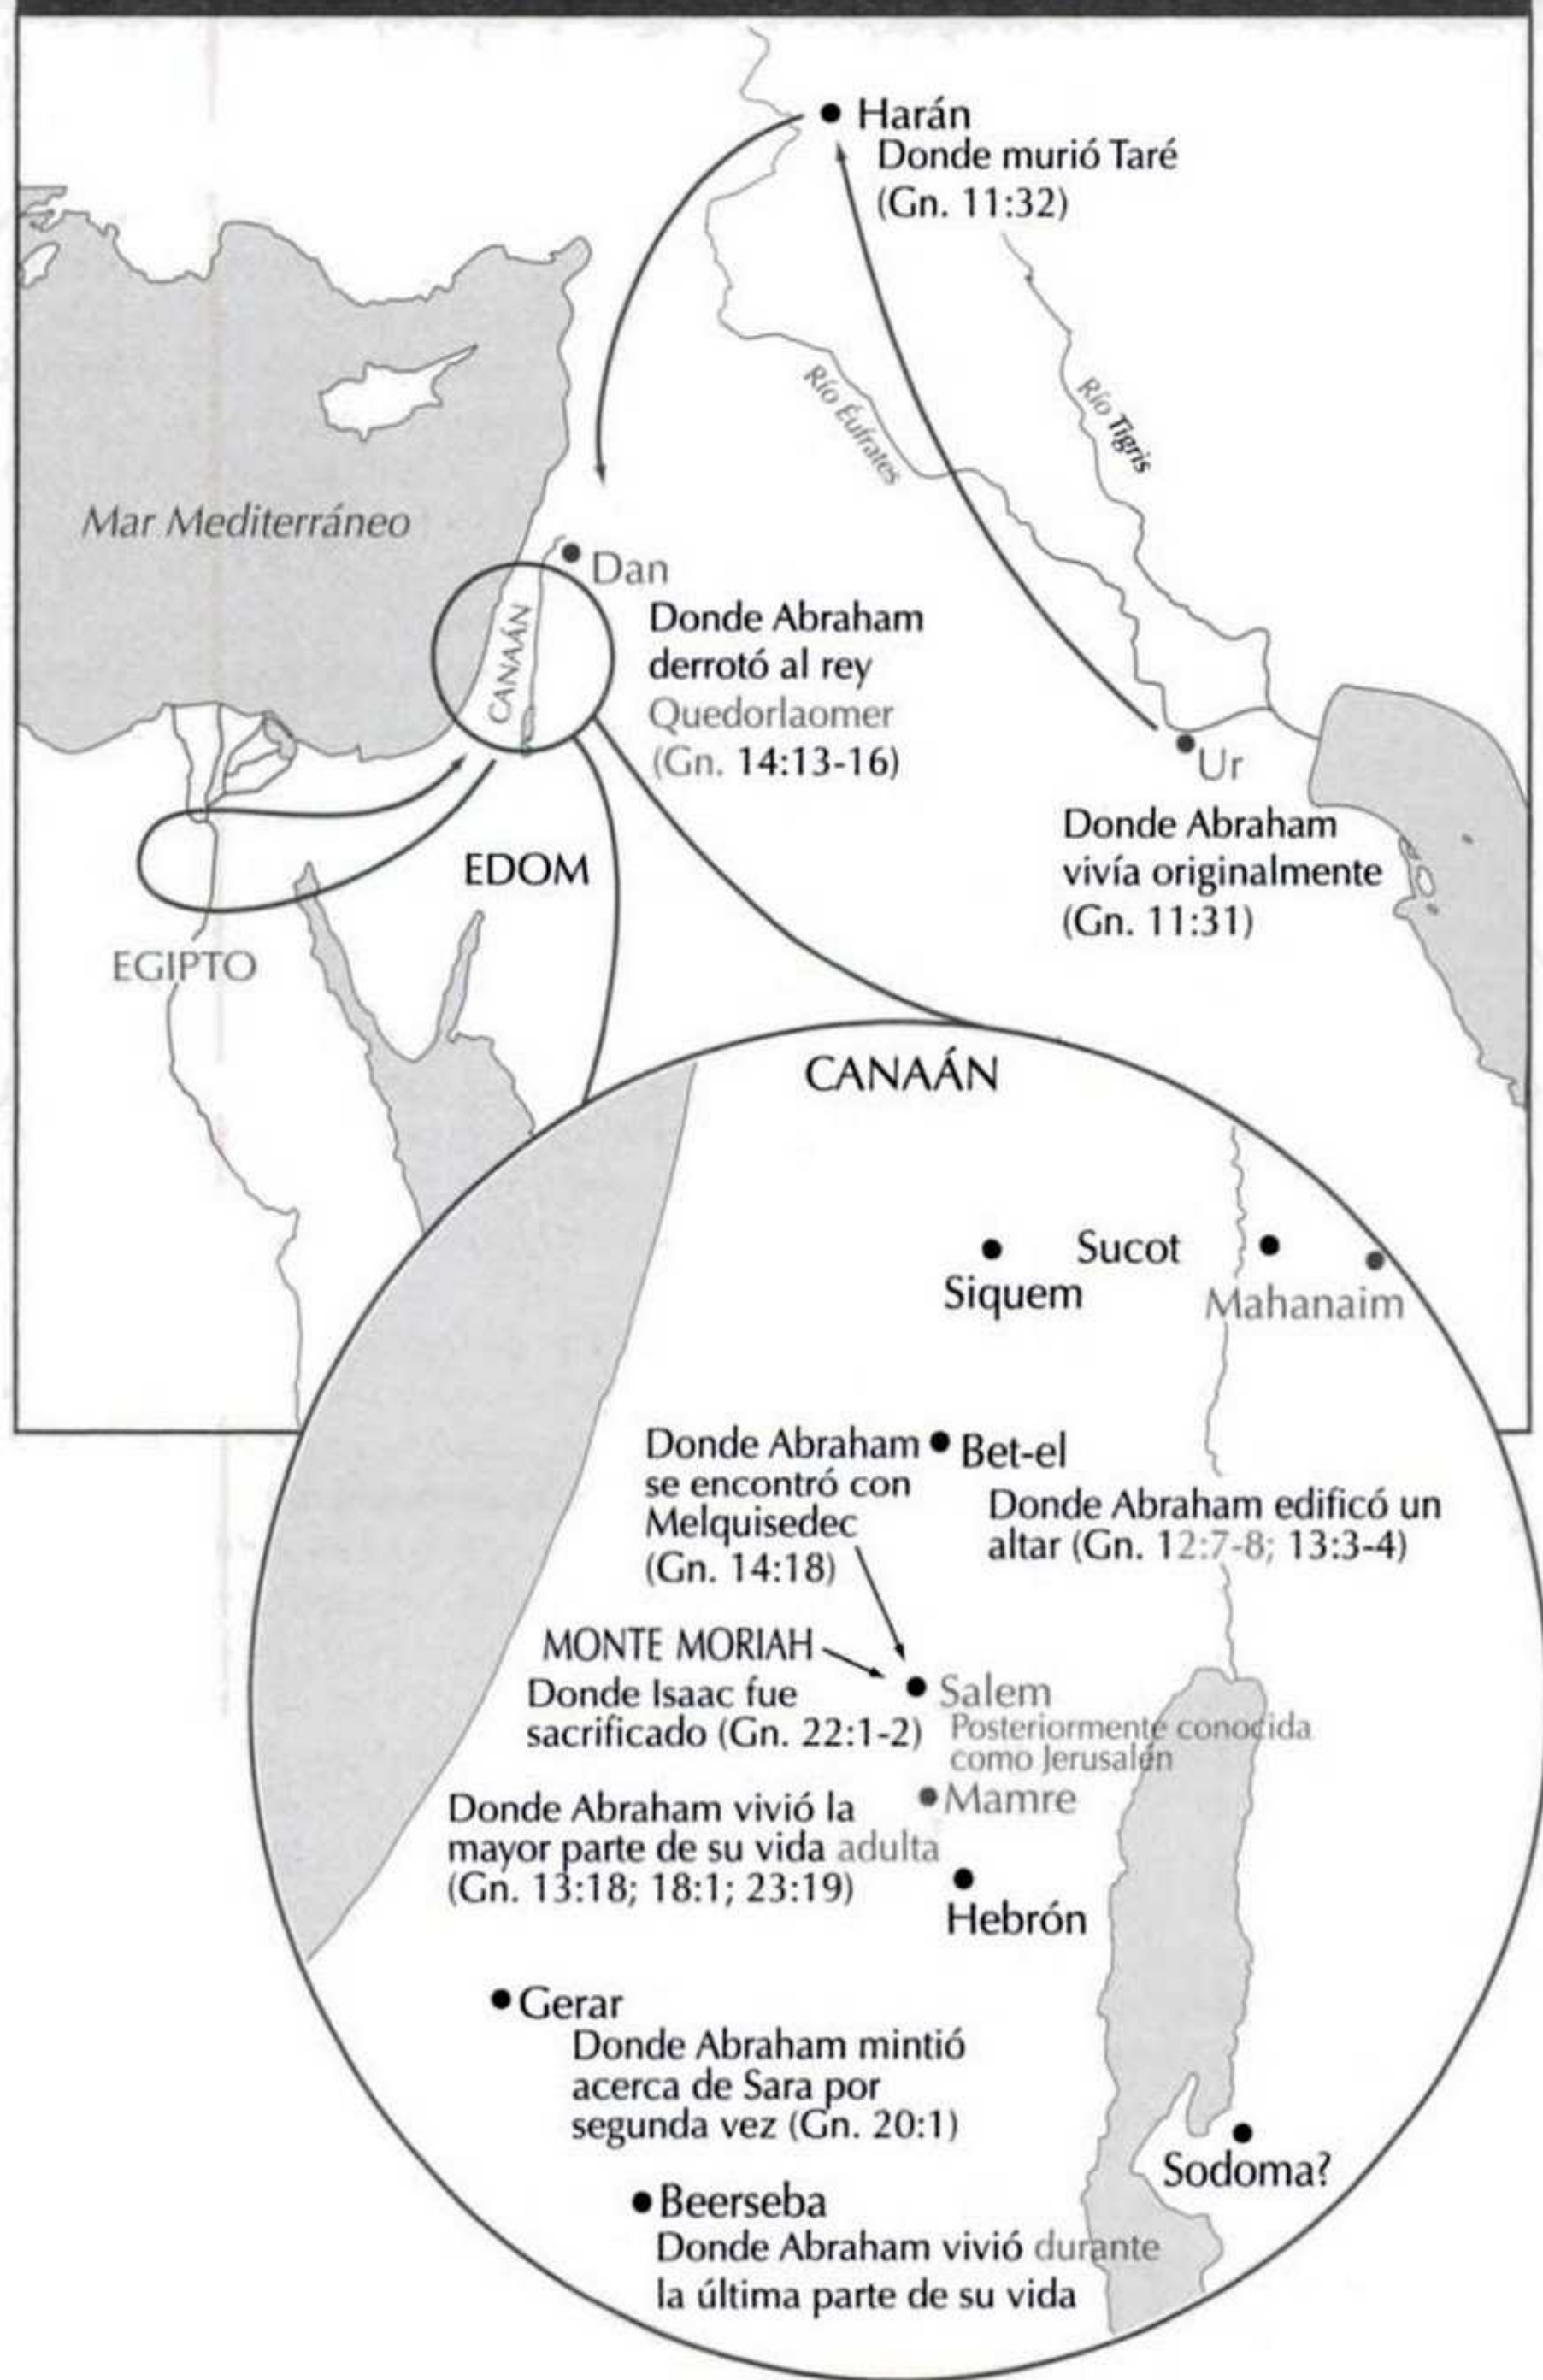 Harán
Donde murió Taré
(Gn. 11:32)
Río Éufrates
Río Tigris
Mar Mediterráneo
Dan
CANAÁN
Donde Abraham
derrotó al rey
Quedorlaomer
(Gn. 14:13-16)
Ur
Donde Abraham
vivía originalmente
(Gn. 11:31)
EDOM
EGIPTO
CANAÁN
Siquem
Sucot
Mahanaim
Donde Abraham
se encontró con
Melquisedec
(Gn. 14:18)
Bet-el
Donde Abraham edificó un
altar (Gn. 12:7-8; 13:3-4)
MONTE MORIAH
Donde Isaac fue
sacrificado (Gn. 22:1-2)
Salem
Posteriormente conocida
como Jerusalén
Mamre
Donde Abraham vivió la
mayor parte de su vida adulta
(Gn. 13:18; 18:1; 23:19)
Hebrón
Gerar
Donde Abraham mintió
acerca de Sara por
segunda vez (Gn. 20:1)
Sodoma?
Beerseba
Donde Abraham vivió durante
la última parte de su vida